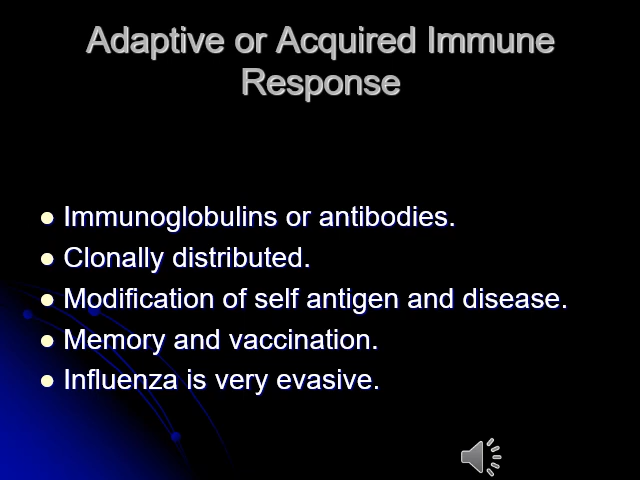 Adaptive or Acquired Immune
Response
Immunoglobulins or antibodies.
Clonally distributed.
Modification of self antigen and disease.
Memory and vaccination.
Influenza is very evasive.